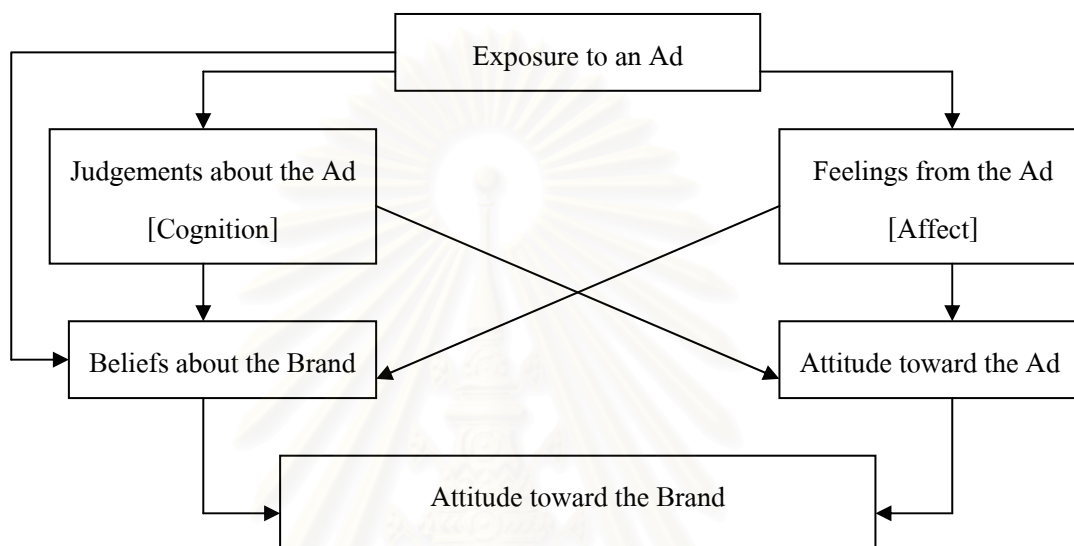 Exposure to an Ad
Judgements about the Ad
[Cognition]
Feelings from the Ad
[Affect]
Beliefs about the Brand
Attitude toward the Ad
Attitude toward the Brand